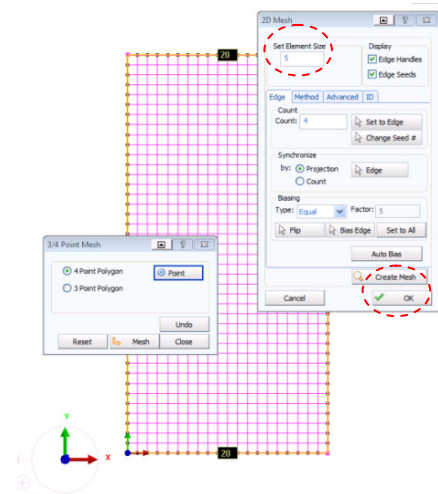 2D Mesh
Set Element Size
5
Display
Edge Handles
Edge Seeds
Edge Method Advanced ID
Count
Count: 4
Set to Edge
Change Seed #
Synchronize
by: Projection
Count
Edge
Biasing
Type: Equal Factor: 5
Flip Bias Edge Set to All
Auto Bias
Create Mesh
Cancel OK
20
3/4 Point Mesh
4 Point Polygon Point
3 Point Polygon
Undo
Reset Mesh Close
20
Y
X